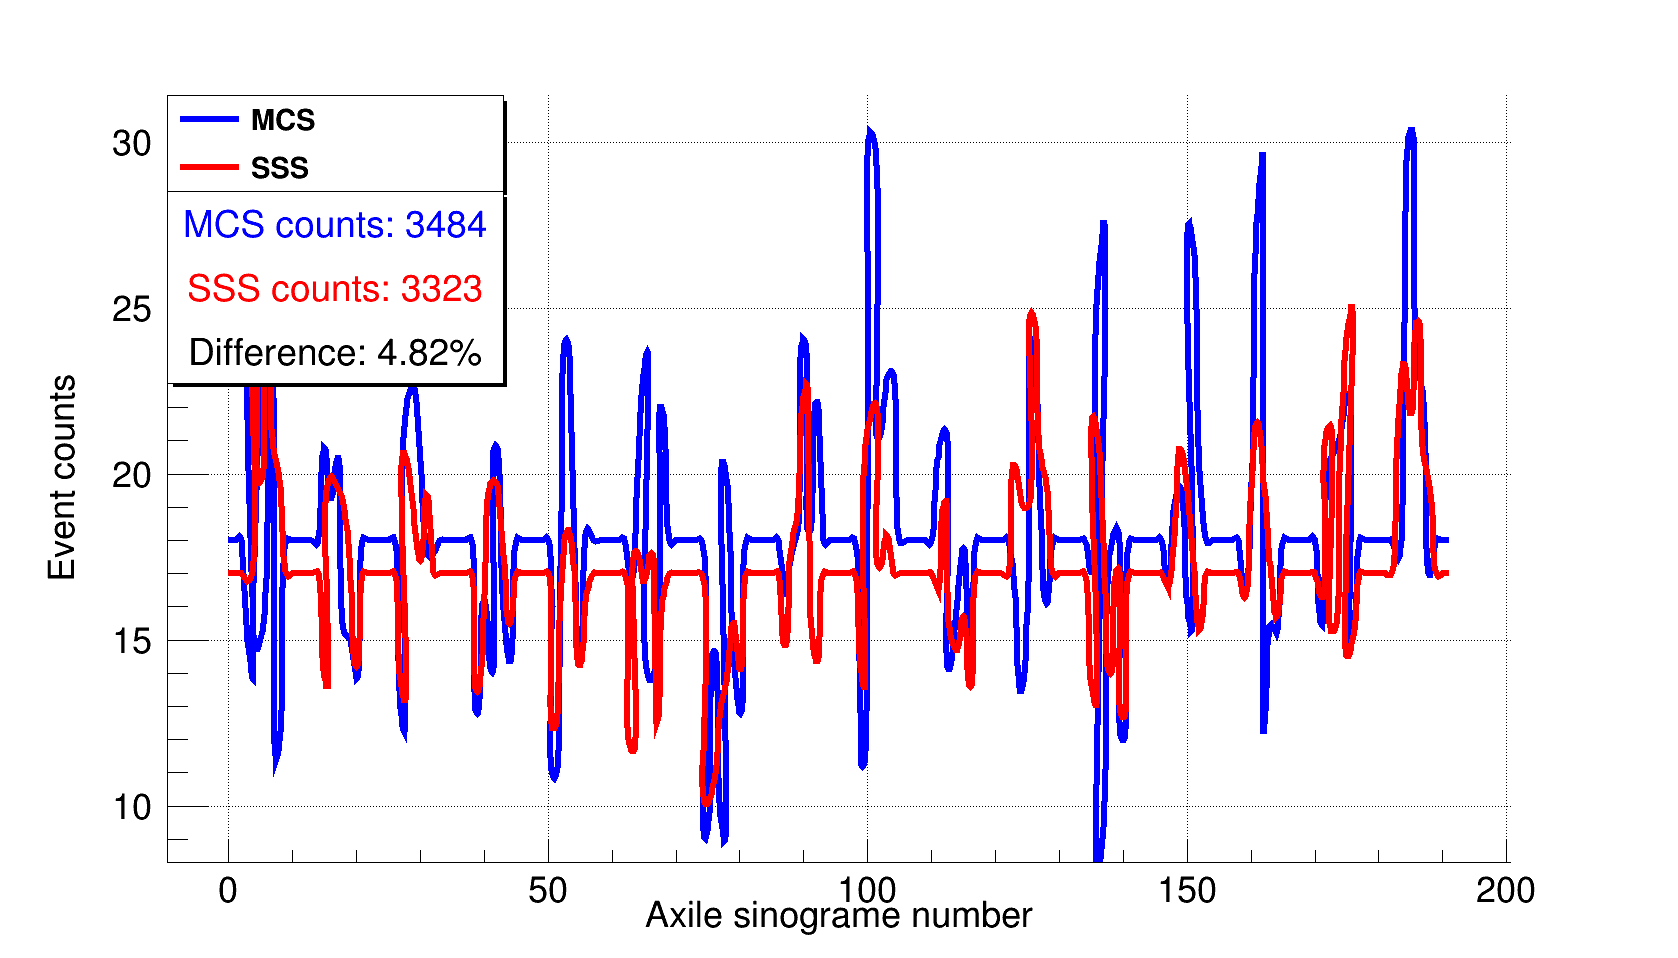 MCS
SSS
MCS counts: 3484
SSS counts: 3323
Difference: 4.82%
30
25
20
15
10
Event counts
0 50 100 150 200
Axile sinograme number